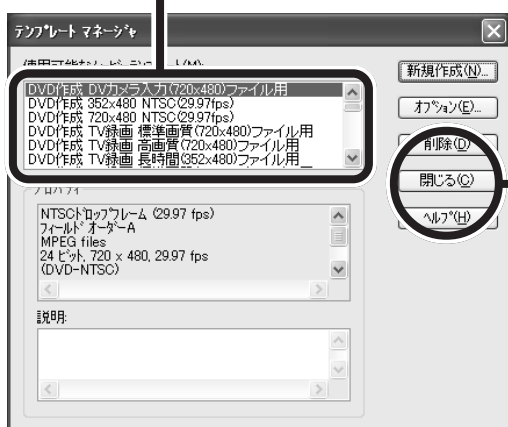 テンプレート マネージャ
DVD作成 DVカメラ入力(720x480)ファイル用
DVD作成 352x480 NTSC(29.97fps)
DVD作成 720x480 NTSC(29.97fps)
DVD作成 TV録画 標準画質(720x480)ファイル用
DVD作成 TV録画 高画質(720x480)ファイル用
DVD作成 TV録画 長時間(352x480)ファイル用
新規作成(N)...
オプション(E)...
削除(D)
閉じる(C)
ヘルプ(H)
プロパティ
NTSCドロップフレーム (29.97 fps)
フィールド オーダーA
MPEG files
24 ビット, 720 x 480, 29.97 fps
(DVD-NTSC)
説明: